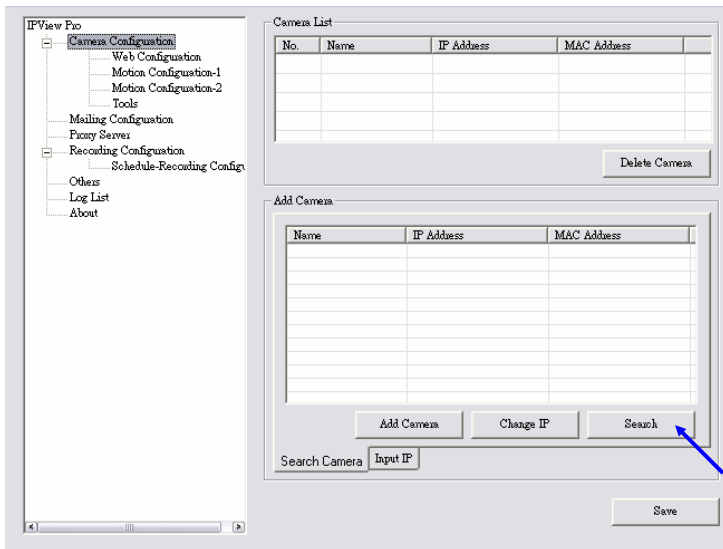 IPView Pro
Camera Configuration
Web Configuration
Motion Configuration-1
Motion Configuration-2
Tools
Mailing Configuration
Proxy Server
Recording Configuration
Schedule-Recording Configu
Others
Log List
About
Camera List
No. Name IP Address MAC Address
Delete Camera
Add Camera
Name IP Address MAC Address
Add Camera Change IP Search
Search Camera Input IP
Save